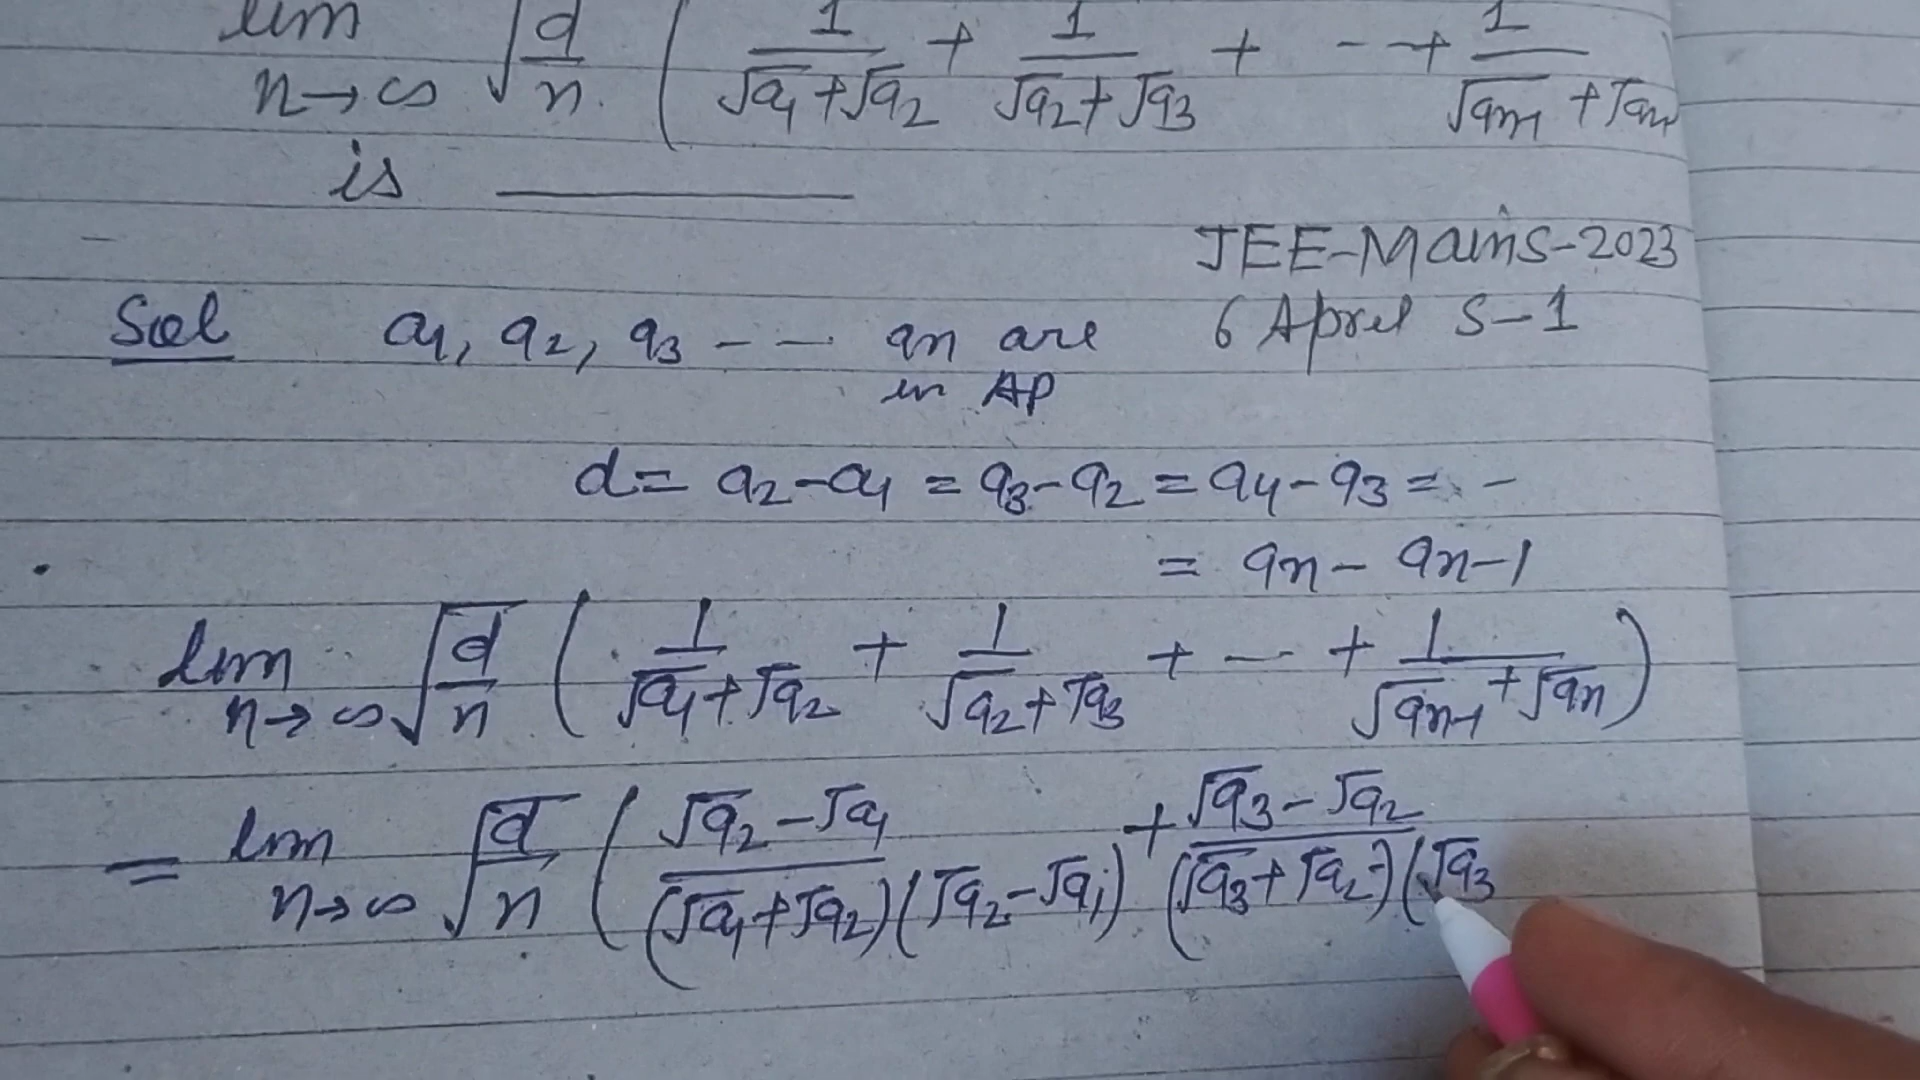 lim n→∞ √(d/n) ( 1/(√a1+√a2) + 1/(√a2+√a3) + - - + 1/(√an-1 + √an
is ______
JEE-Mains-2023
6 April S-1
Sol a1, a2, a3 - - - an are
in AP
d = a2-a1 = a3-a2 = a4-a3 = - -
= an - an-1
lim n→∞ √(d/n) ( 1/(√a1+√a2) + 1/(√a2+√a3) + - - + 1/(√an-1+√an) )
= lim n→∞ √(d/n) ( (√a2-√a1)/((√a1+√a2)(√a2-√a1)) + (√a3-√a2)/((√a3+√a2)(√a3